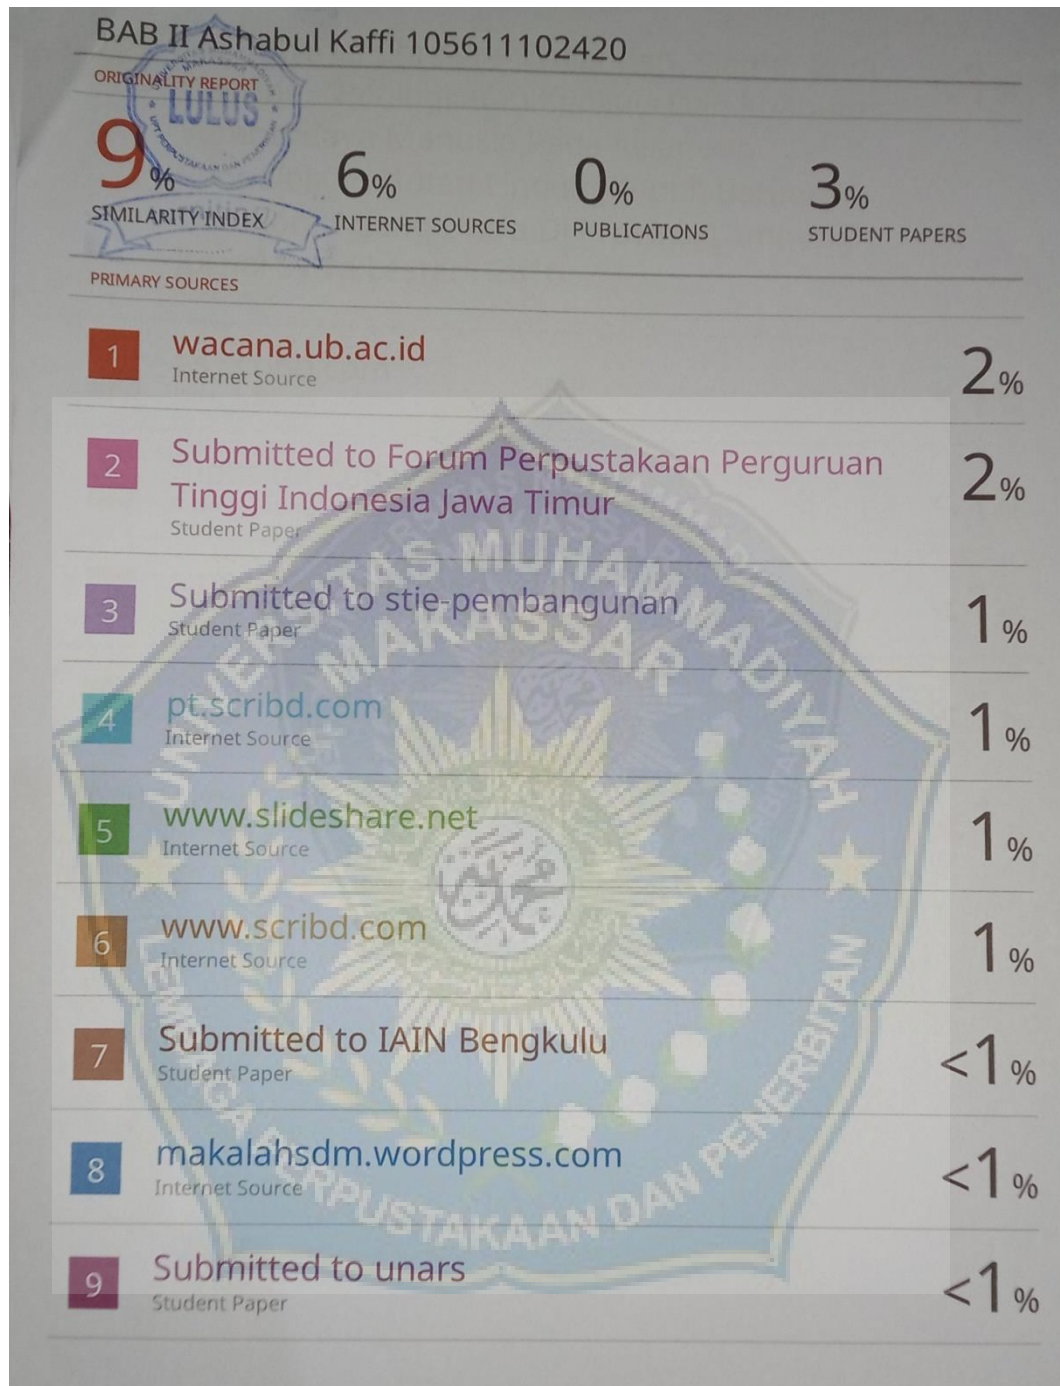 BAB II Ashabul Kaffi 105611102420
ORIGINALITY REPORT
LULUS
UPT PERPUSTAKAAN DAN PENERBITAN
9%
SIMILARITY INDEX
6%
INTERNET SOURCES
0%
PUBLICATIONS
3%
STUDENT PAPERS
PRIMARY SOURCES
1
wacana.ub.ac.id
Internet Source
2%
2
Submitted to Forum Perpustakaan Perguruan
Tinggi Indonesia Jawa Timur
Student Paper
2%
3
Submitted to stie-pembangunan
Student Paper
1%
4
pt.scribd.com
Internet Source
1%
5
www.slideshare.net
Internet Source
1%
6
www.scribd.com
Internet Source
1%
7
Submitted to IAIN Bengkulu
Student Paper
<1%
8
makalahsdm.wordpress.com
Internet Source
<1%
9
Submitted to unars
Student Paper
<1%
UNIVERSITAS MUHAMMADIYAH
MAKASSAR
LEMBAGA PERPUSTAKAAN DAN PENERBITAN